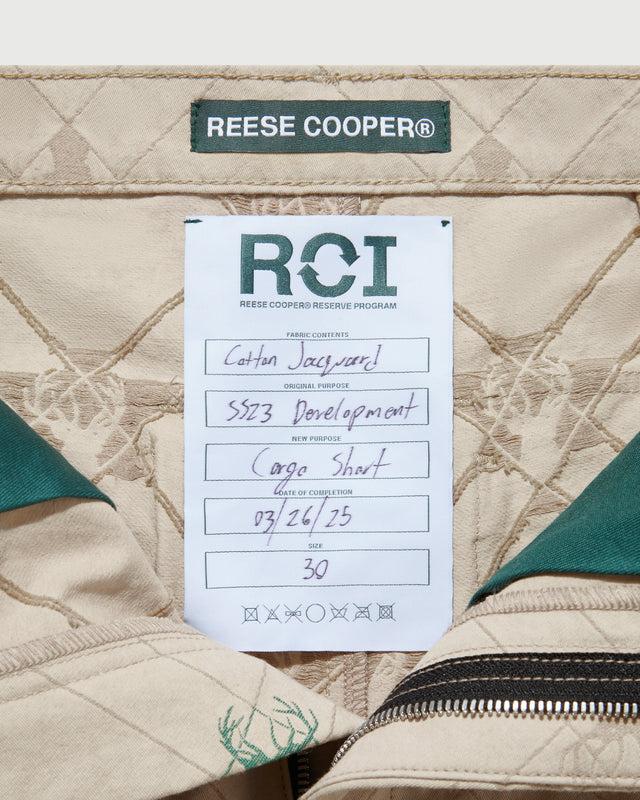 REESE COOPER®
RCI
REESE COOPER® RESERVE PROGRAM
FABRIC CONTENTS
Cotton Jacquard
ORIGINAL PURPOSE
SS23 Development
NEW PURPOSE
Cargo Short
DATE OF COMPLETION
03/26/25
SIZE
30